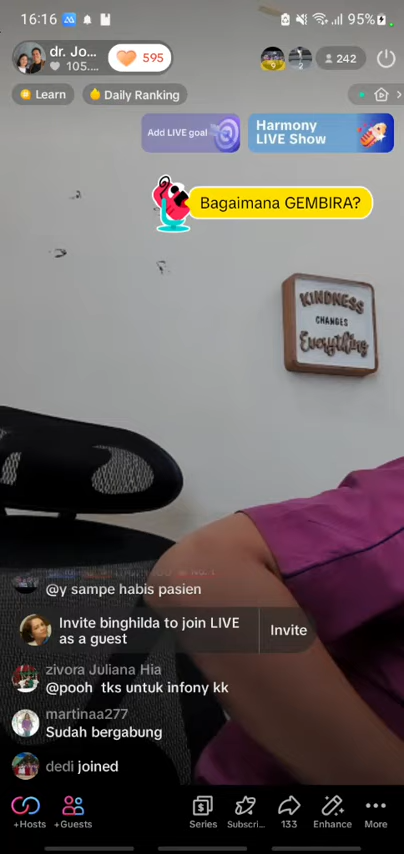 16:16
95%
dr. Jo...
105....
595
242
9
2
Learn
Daily Ranking
Add LIVE goal
Harmony
LIVE Show
Bagaimana GEMBIRA?
KINDNESS
CHANGES
Everything
@y sampe habis pasien
Invite binghilda to join LIVE
as a guest
Invite
zivora Juliana Hia
@pooh tks untuk infony kk
martinaa277
Sudah bergabung
dedi joined
+Hosts
+Guests
Series
Subscri...
133
Enhance
More